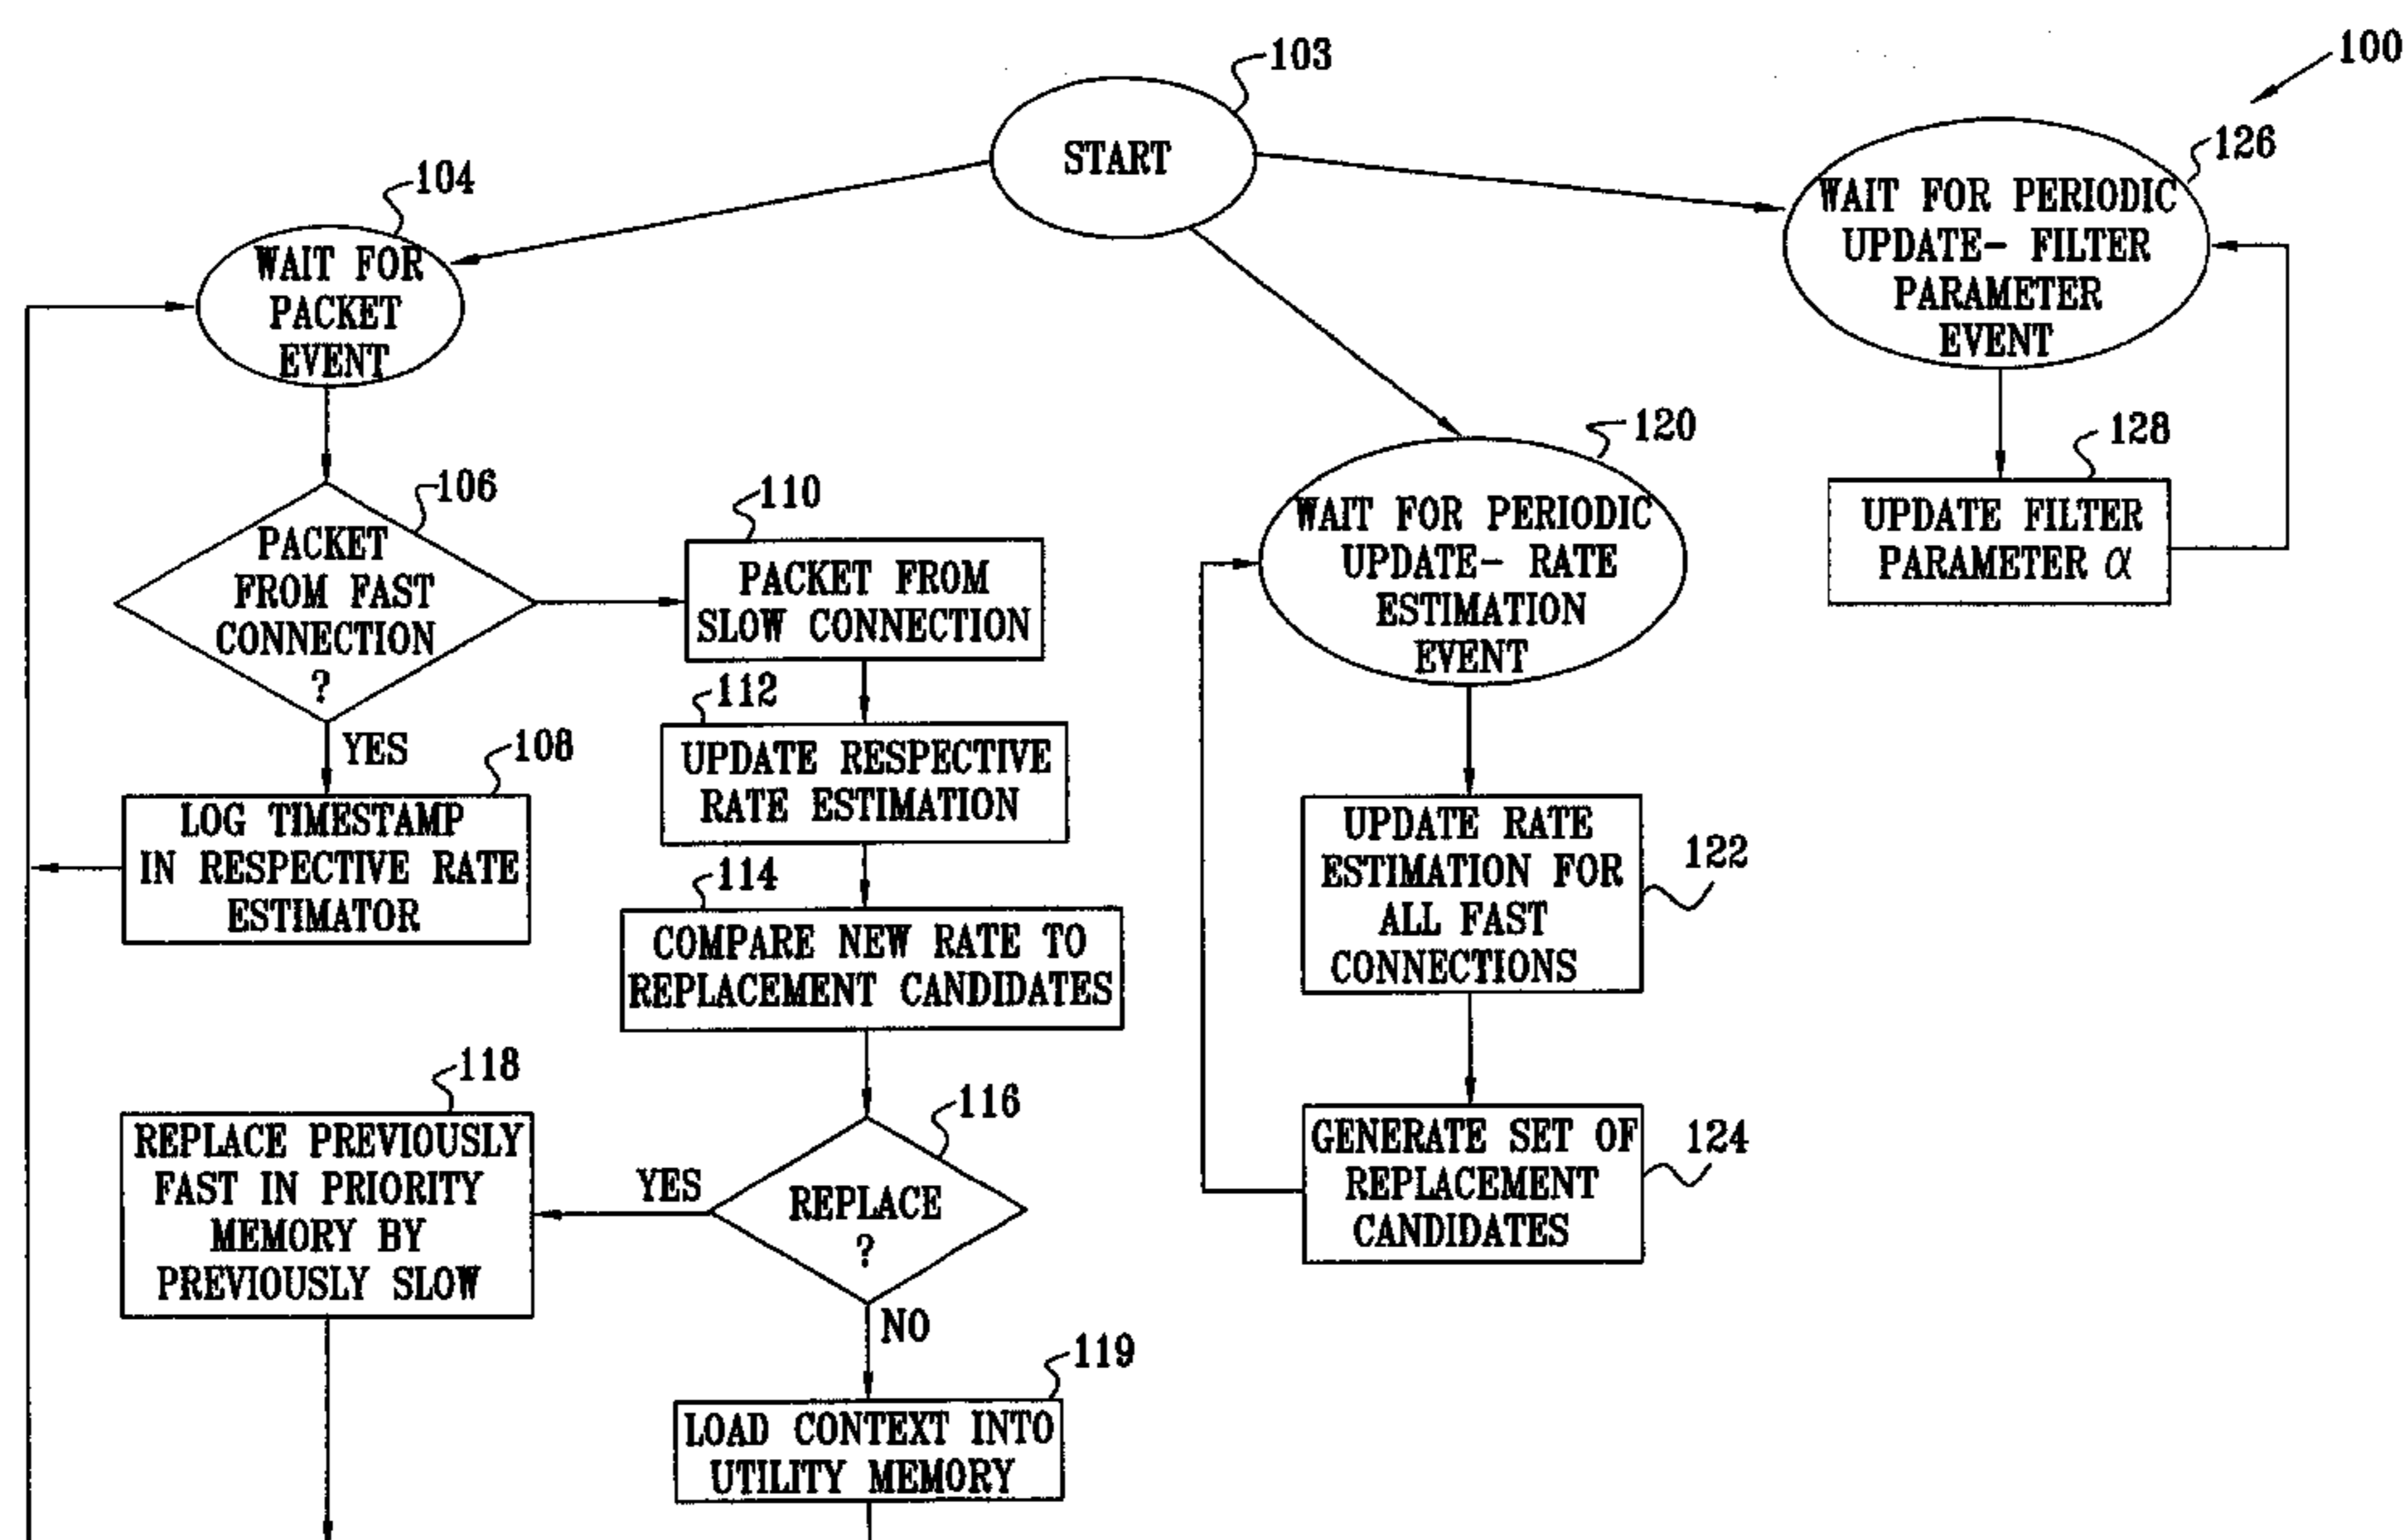 100
103
START
104
WAIT FOR
PACKET
EVENT
126
WAIT FOR PERIODIC
UPDATE- FILTER
PARAMETER
EVENT
128
UPDATE FILTER
PARAMETER α
106
PACKET
FROM FAST
CONNECTION
?
YES
110
PACKET FROM
SLOW CONNECTION
120
WAIT FOR PERIODIC
UPDATE- RATE
ESTIMATION
EVENT
112
UPDATE RESPECTIVE
RATE ESTIMATION
108
LOG TIMESTAMP
IN RESPECTIVE RATE
ESTIMATOR
114
COMPARE NEW RATE TO
REPLACEMENT CANDIDATES
122
UPDATE RATE
ESTIMATION FOR
ALL FAST
CONNECTIONS
118
REPLACE PREVIOUSLY
FAST IN PRIORITY
MEMORY BY
PREVIOUSLY SLOW
116
YES
REPLACE
?
NO
124
GENERATE SET OF
REPLACEMENT
CANDIDATES
119
LOAD CONTEXT INTO
UTILITY MEMORY